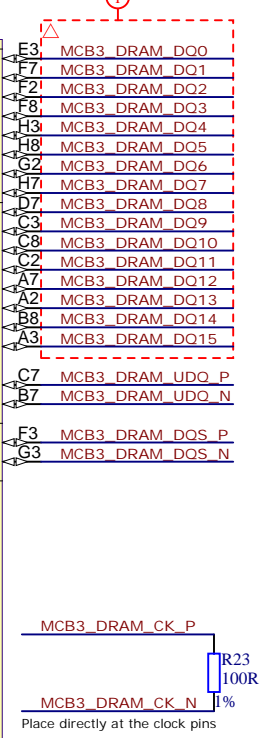 1
E3 MCB3_DRAM_DQ0
F7 MCB3_DRAM_DQ1
F2 MCB3_DRAM_DQ2
F8 MCB3_DRAM_DQ3
H3 MCB3_DRAM_DQ4
H8 MCB3_DRAM_DQ5
G2 MCB3_DRAM_DQ6
H7 MCB3_DRAM_DQ7
D7 MCB3_DRAM_DQ8
C3 MCB3_DRAM_DQ9
C8 MCB3_DRAM_DQ10
C2 MCB3_DRAM_DQ11
A7 MCB3_DRAM_DQ12
A2 MCB3_DRAM_DQ13
B8 MCB3_DRAM_DQ14
A3 MCB3_DRAM_DQ15
C7 MCB3_DRAM_UDQ_P
B7 MCB3_DRAM_UDQ_N
F3 MCB3_DRAM_DQS_P
G3 MCB3_DRAM_DQS_N
MCB3_DRAM_CK_P
R23
100R
MCB3_DRAM_CK_N 1%
Place directly at the clock pins